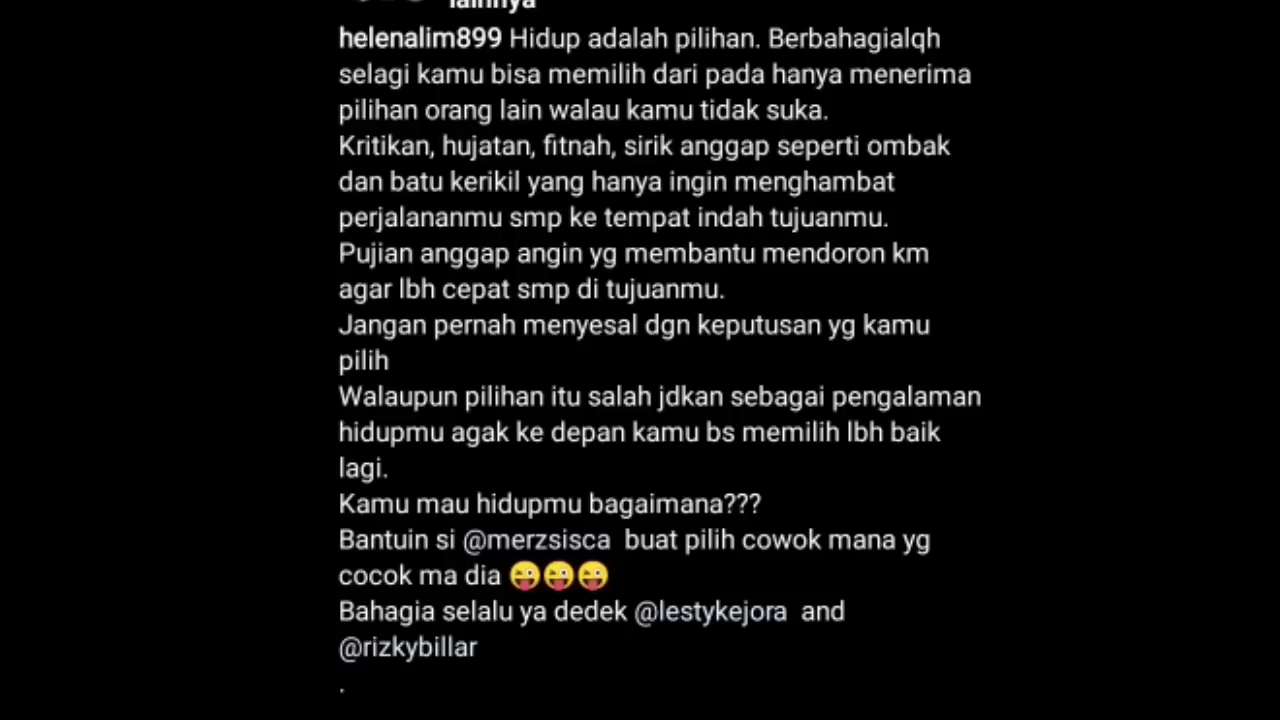 lainnya
helenalim899 Hidup adalah pilihan. Berbahagialqh
selagi kamu bisa memilih dari pada hanya menerima
pilihan orang lain walau kamu tidak suka.
Kritikan, hujatan, fitnah, sirik anggap seperti ombak
dan batu kerikil yang hanya ingin menghambat
perjalananmu smp ke tempat indah tujuanmu.
Pujian anggap angin yg membantu mendoron km
agar lbh cepat smp di tujuanmu.
Jangan pernah menyesal dgn keputusan yg kamu
pilih
Walaupun pilihan itu salah jdkan sebagai pengalaman
hidupmu agak ke depan kamu bs memilih lbh baik
lagi.
Kamu mau hidupmu bagaimana???
Bantuin si @merzsisca buat pilih cowok mana yg
cocok ma dia 😜😜😜
Bahagia selalu ya dedek @lestykejora and
@rizkybillar
.